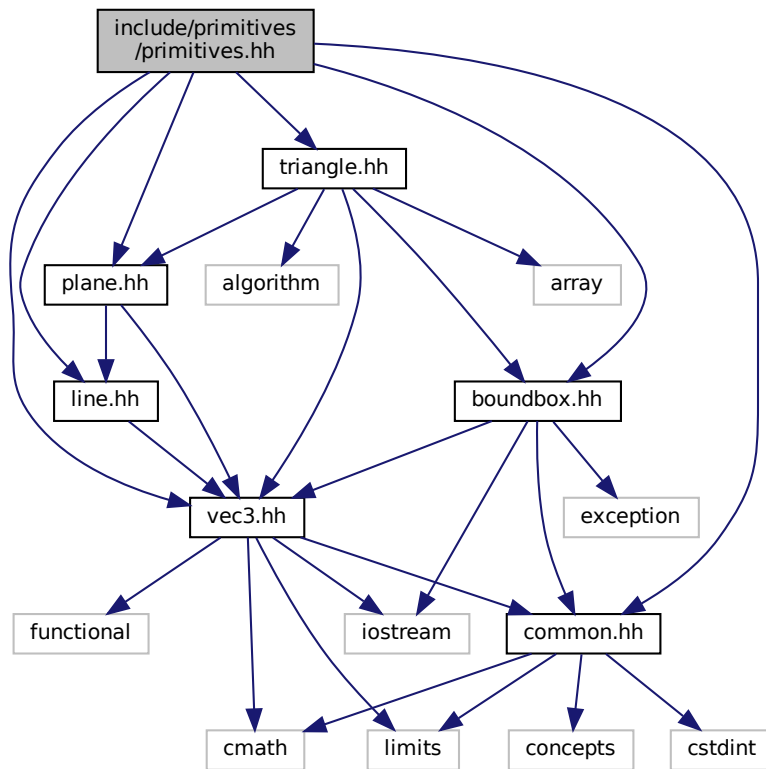 include/primitives
/primitives.hh
triangle.hh
plane.hh
algorithm
array
line.hh
boundbox.hh
vec3.hh
exception
functional
iostream
common.hh
cmath
limits
concepts
cstdint